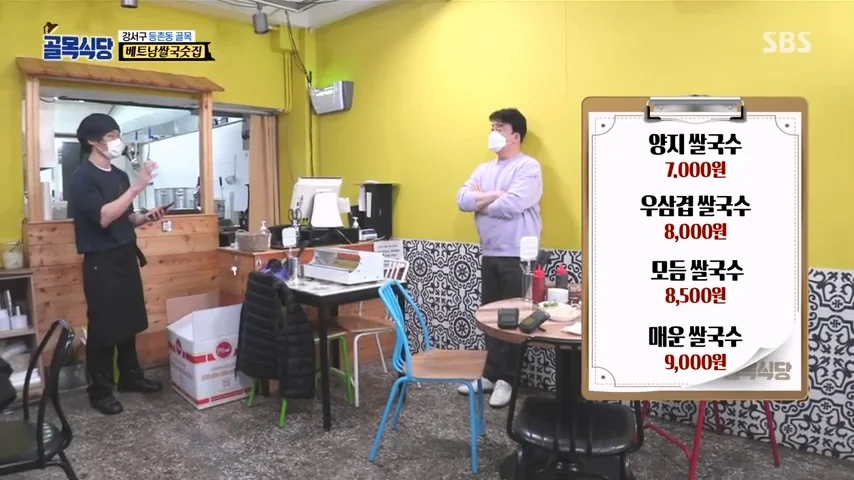 골목식당
강서구 등촌동 골목
베트남쌀국숫집
SBS
양지 쌀국수
7,000원
우삼겹 쌀국수
8,000원
모듬 쌀국수
8,500원
매운 쌀국수
9,000원
골목식당